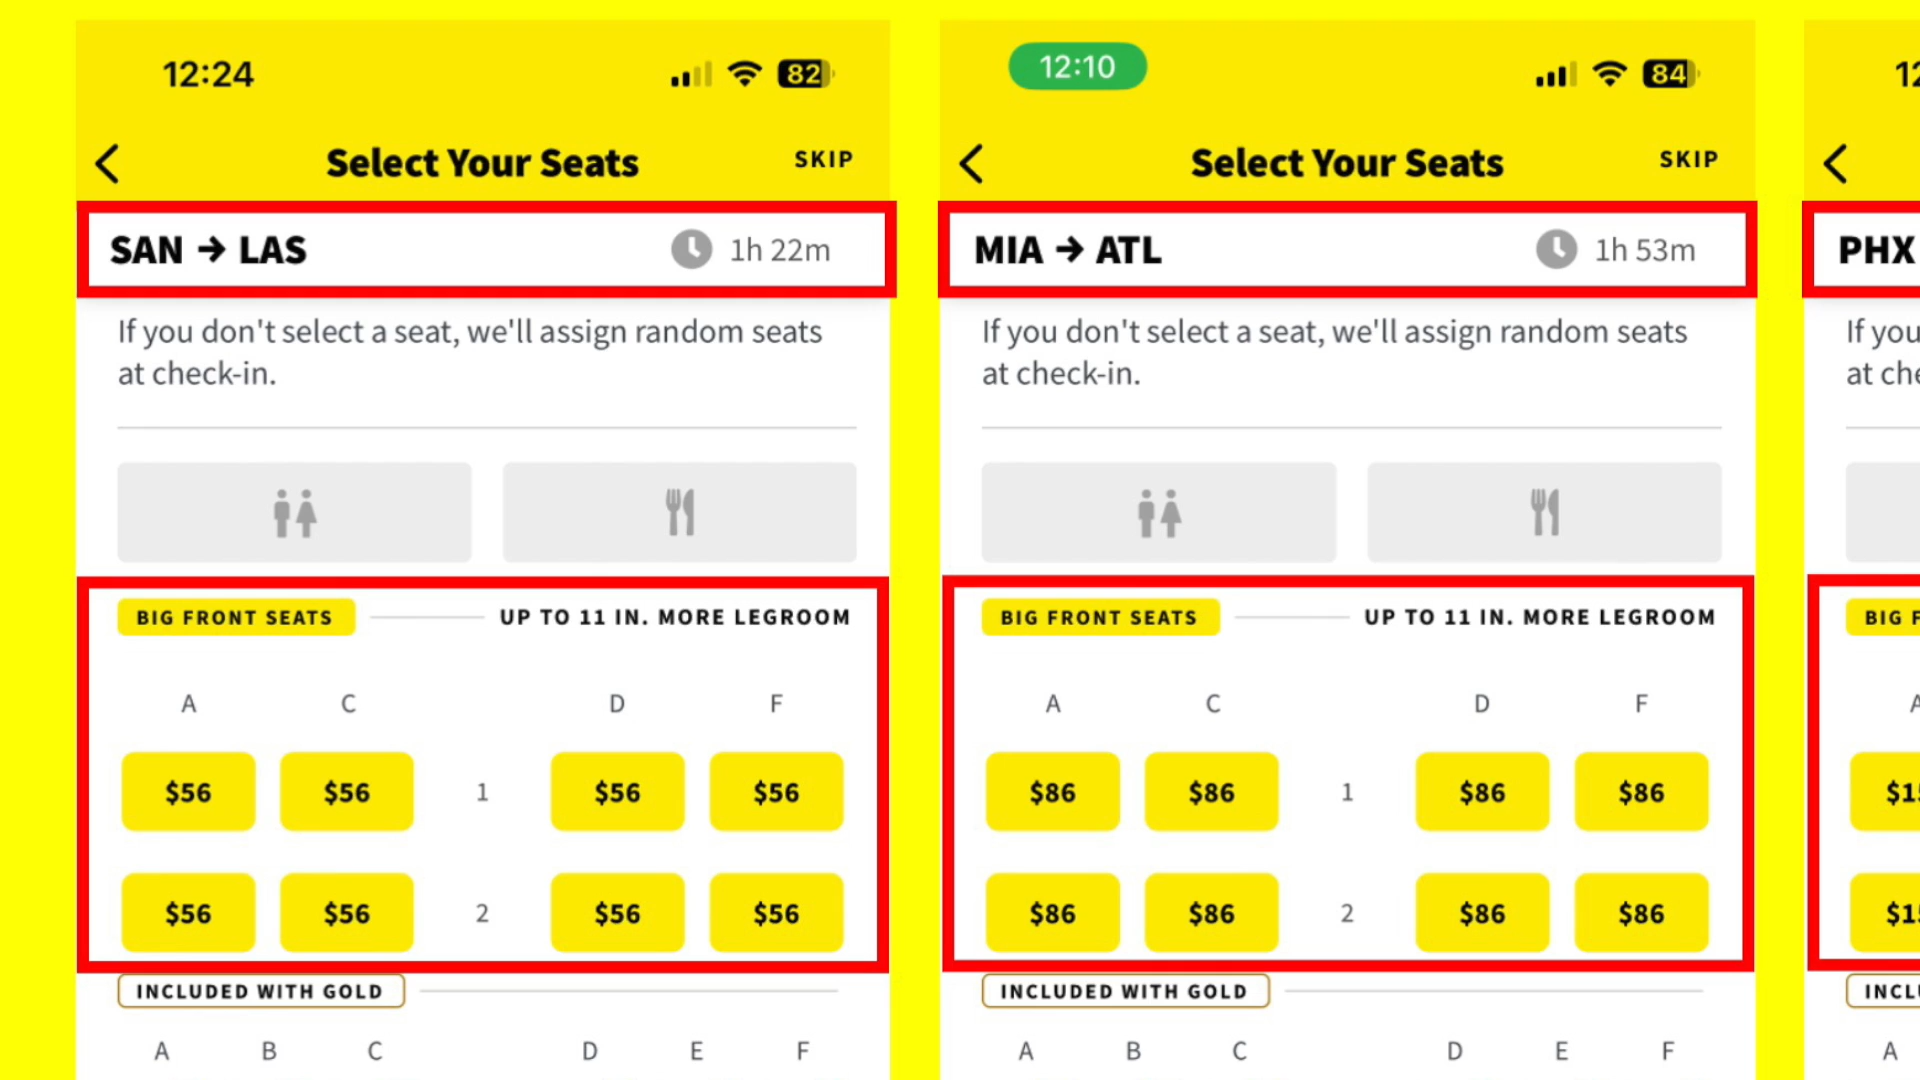 12:24
82
Select Your Seats
SKIP
SAN → LAS
1h 22m
If you don't select a seat, we'll assign random seats
at check-in.
BIG FRONT SEATS
UP TO 11 IN. MORE LEGROOM
A C D F
$56 $56 1 $56 $56
$56 $56 2 $56 $56
INCLUDED WITH GOLD
A B C D E F
12:10
84
Select Your Seats
SKIP
MIA → ATL
1h 53m
If you don't select a seat, we'll assign random seats
at check-in.
BIG FRONT SEATS
UP TO 11 IN. MORE LEGROOM
A C D F
$86 $86 1 $86 $86
$86 $86 2 $86 $86
INCLUDED WITH GOLD
A B C D E F
PHX
If you
at
BIG
A